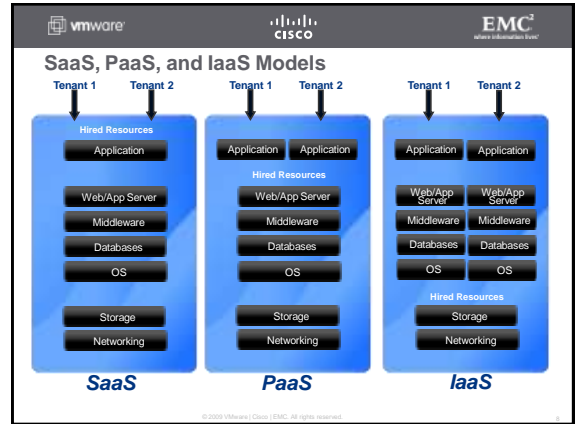 vmware
CISCO
EMC²
where information lives®
SaaS, PaaS, and IaaS Models
Tenant 1
Tenant 2
Hired Resources
Application
Web/App Server
Middleware
Databases
OS
Storage
Networking
SaaS
Tenant 1
Tenant 2
Application
Application
Hired Resources
Web/App Server
Middleware
Databases
OS
Storage
Networking
PaaS
Tenant 1
Tenant 2
Application
Application
Web/App
Server
Web/App
Server
Middleware
Middleware
Databases
Databases
OS
OS
Hired Resources
Storage
Networking
IaaS
© 2009 VMware | Cisco | EMC. All rights reserved.